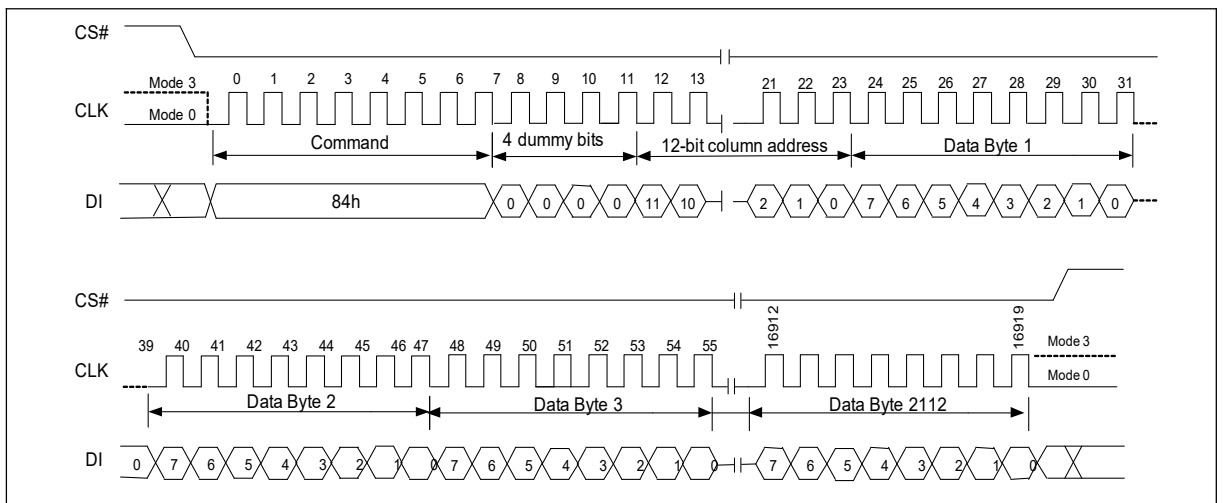 CS#
Mode 3
0 1 2 3 4 5 6 7 8 9 10 11 12 13 21 22 23 24 25 26 27 28 29 30 31
CLK
Mode 0
Command 4 dummy bits 12-bit column address Data Byte 1
DI 84h 0 0 0 0 11 10 2 1 0 7 6 5 4 3 2 1 0
CS#
16912 16919
39 40 41 42 43 44 45 46 47 48 49 50 51 52 53 54 55
Mode 3
CLK
Mode 0
Data Byte 2 Data Byte 3 Data Byte 2112
DI 0 7 6 5 4 3 2 1 0 7 6 5 4 3 2 1 0 7 6 5 4 3 2 1 0